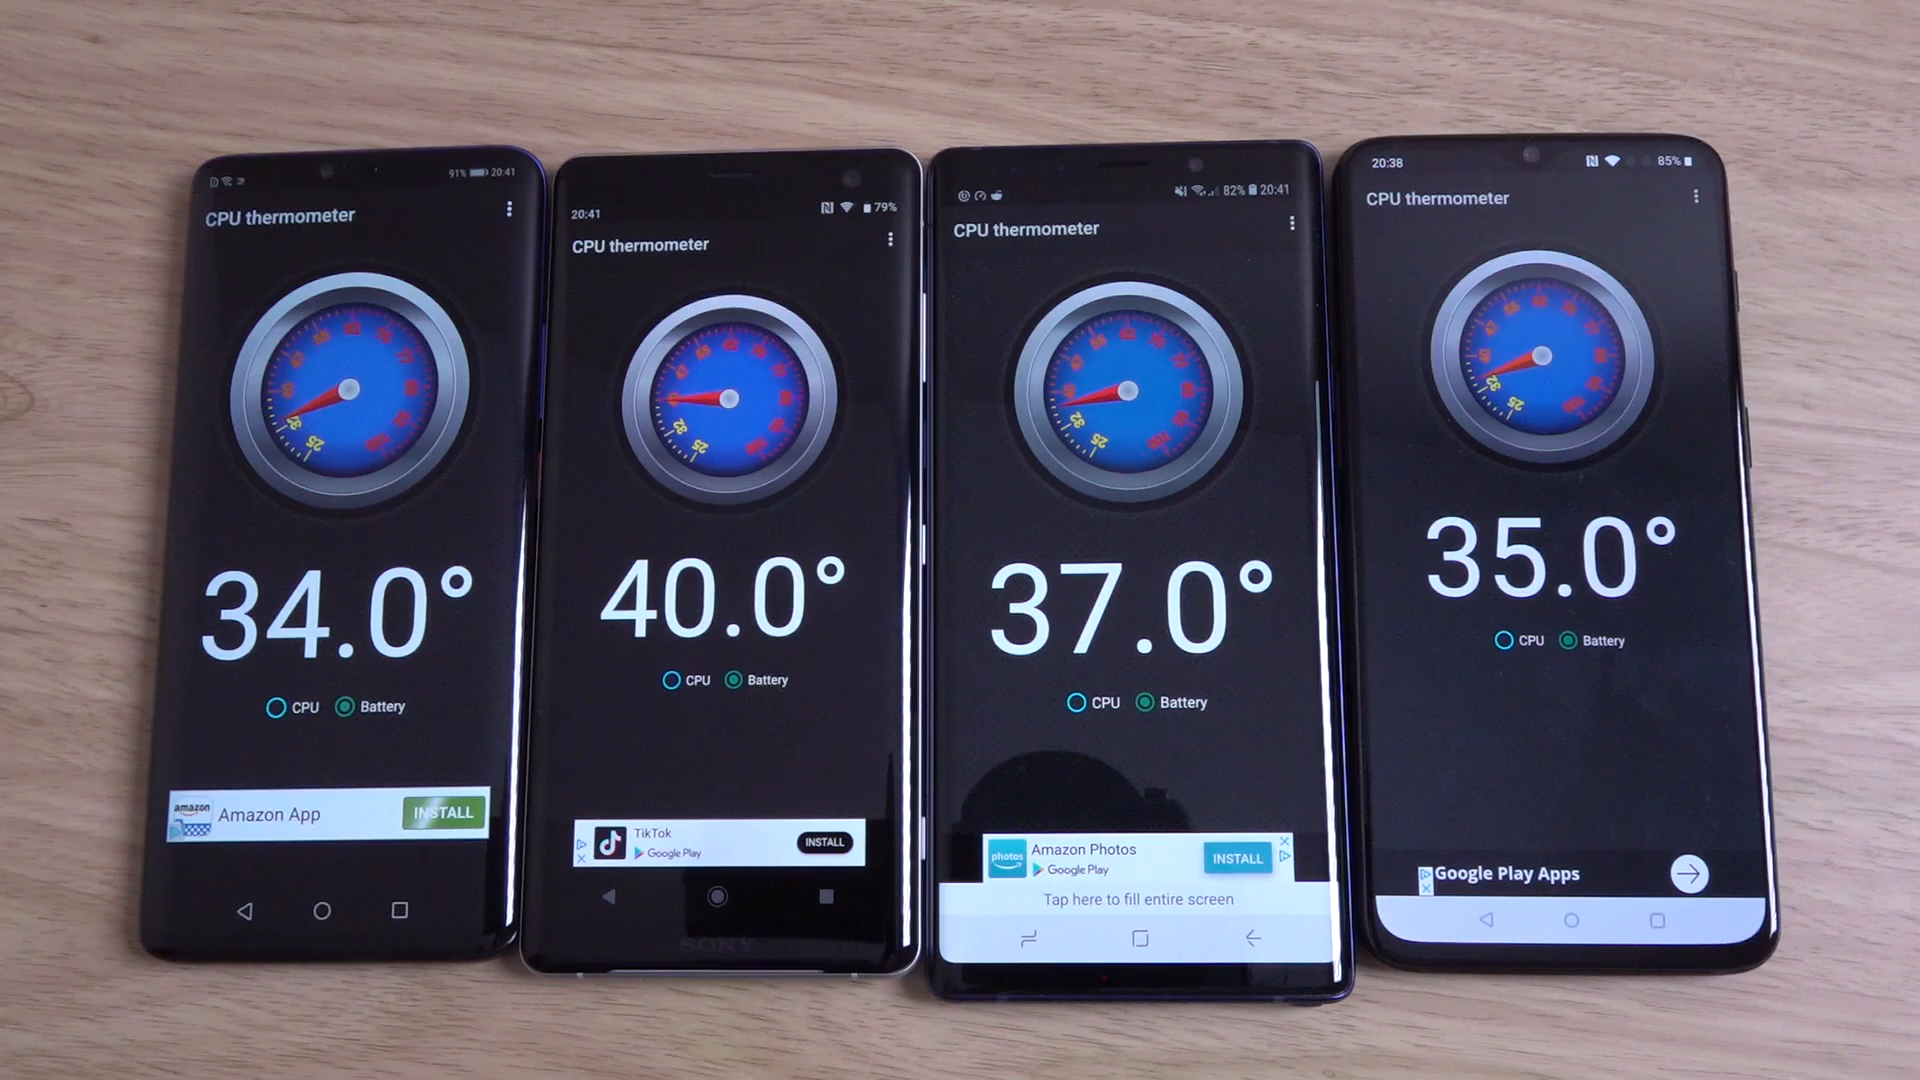 91% 20:41
CPU thermometer
34.0°
CPU Battery
amazon
Amazon App
INSTALL
20:41
79%
CPU thermometer
40.0°
CPU Battery
TikTok
Google Play
INSTALL
SONY
82% 20:41
CPU thermometer
37.0°
CPU Battery
photos
Amazon Photos
Google Play
INSTALL
Tap here to fill entire screen
20:38
85%
CPU thermometer
35.0°
CPU Battery
Google Play Apps